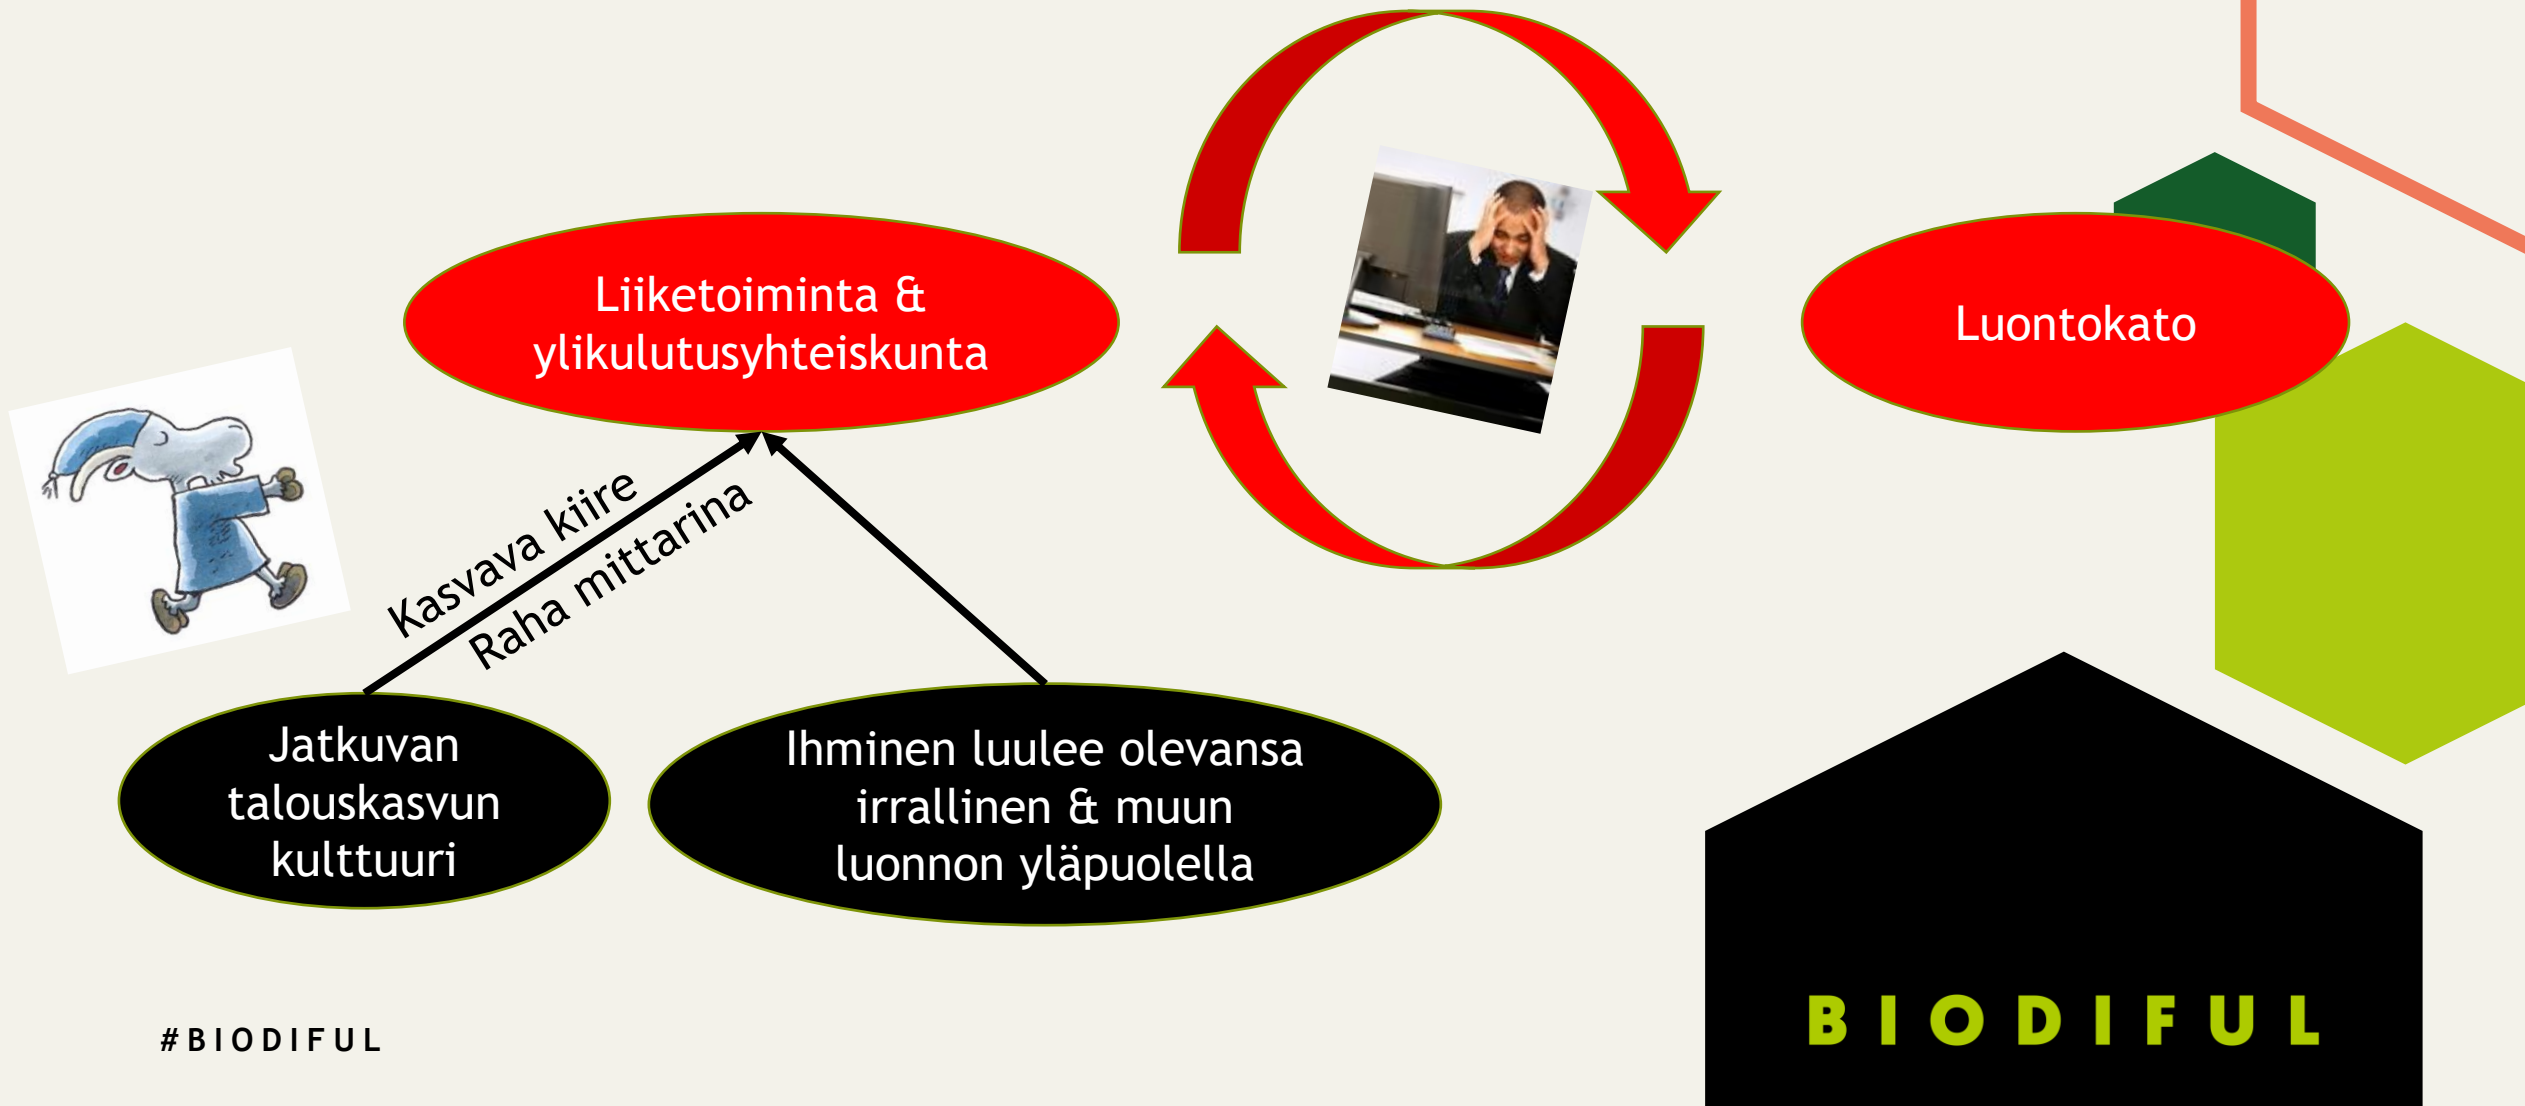 Liiketoiminta &
ylikulutusyhteiskunta
Luontokato
Kasvava kiire
Raha mittarina
Jatkuvan
talouskasvun
kulttuuri
Ihminen luulee olevansa
irrallinen & muun
luonnon yläpuolella
#BIODIFUL
BIODIFUL